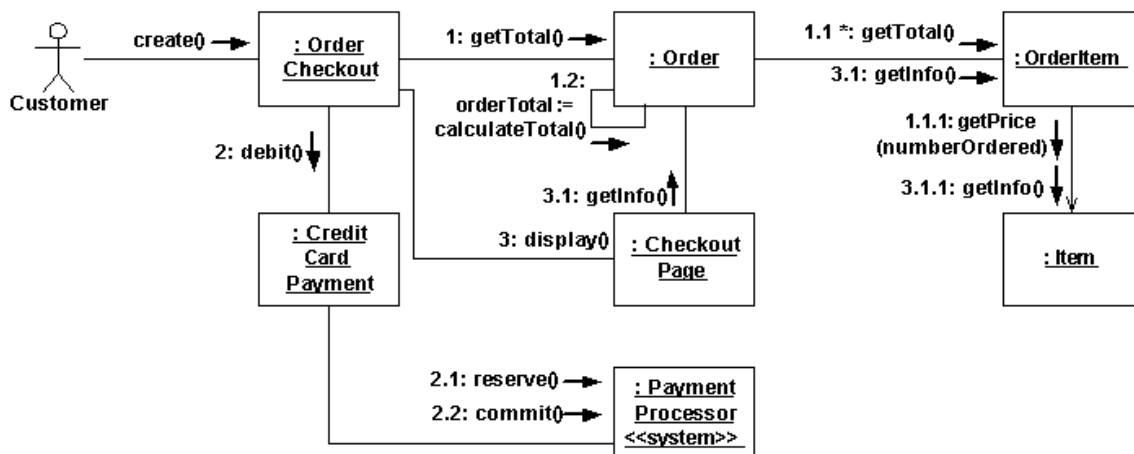 create()
Customer
: Order
Checkout
1: getTotal()
1.2:
orderTotal :=
calculateTotal()
: Order
1.1 *: getTotal()
3.1: getInfo()
: OrderItem
2: debit()
1.1.1: getPrice
(numberOrdered)
3.1.1: getInfo()
3.1: getInfo()
: Credit
Card
Payment
3: display()
: Checkout
Page
: Item
2.1: reserve()
2.2: commit()
: Payment
Processor
<<system>>